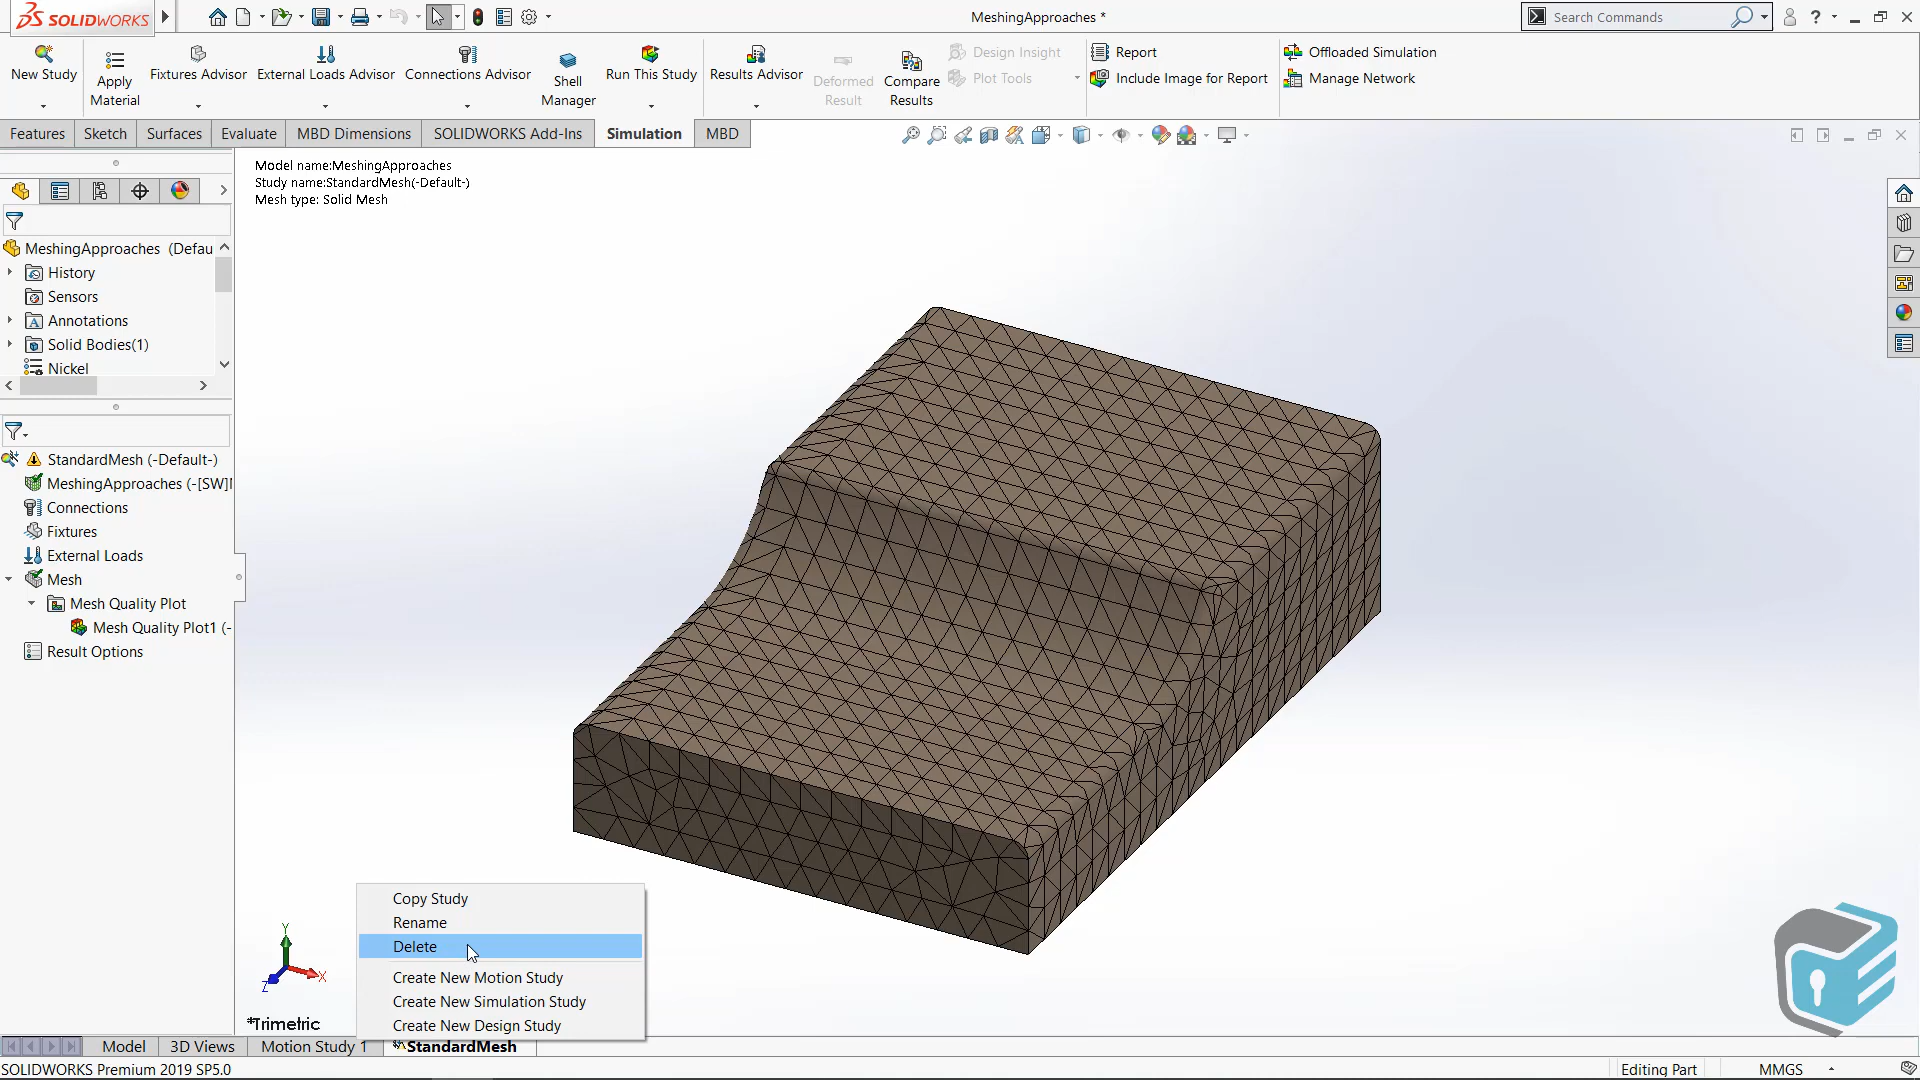 SOLIDWORKS
MeshingApproaches *
Search Commands
?
New Study
Apply
Material
Fixtures Advisor
External Loads Advisor
Connections Advisor
Shell
Manager
Run This Study
Results Advisor
Deformed
Result
Compare
Results
Design Insight
Plot Tools
Report
Include Image for Report
Offloaded Simulation
Manage Network
Features
Sketch
Surfaces
Evaluate
MBD Dimensions
SOLIDWORKS Add-Ins
Simulation
MBD
Model name:MeshingApproaches
Study name:StandardMesh(-Default-)
Mesh type: Solid Mesh
MeshingApproaches (Defau
History
Sensors
Annotations
Solid Bodies(1)
Nickel
StandardMesh (-Default-)
MeshingApproaches (-[SW]
Connections
Fixtures
External Loads
Mesh
Mesh Quality Plot
Mesh Quality Plot1 (-
Result Options
Copy Study
Rename
Delete
Create New Motion Study
Create New Simulation Study
Create New Design Study
Y
X
Z
*Trimetric
Model
3D Views
Motion Study 1
StandardMesh
SOLIDWORKS Premium 2019 SP5.0
Editing Part
MMGS